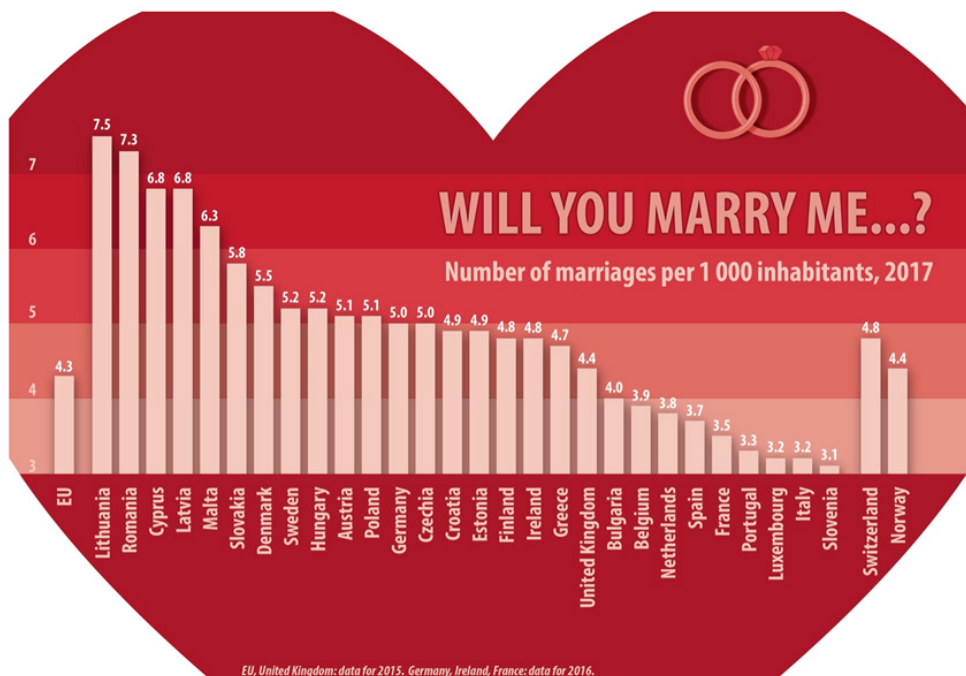 WILL YOU MARRY ME...?
Number of marriages per 1 000 inhabitants, 2017
7
6
5
4
3
4.3
7.5
7.3
6.8
6.8
6.3
5.8
5.5
5.2
5.2
5.1
5.1
5.0
5.0
4.9
4.9
4.8
4.8
4.7
4.4
4.0
3.9
3.8
3.7
3.5
3.3
3.2
3.2
3.1
4.8
4.4
EU
Lithuania
Romania
Cyprus
Latvia
Malta
Slovakia
Denmark
Sweden
Hungary
Austria
Poland
Germany
Czechia
Croatia
Estonia
Finland
Ireland
Greece
United Kingdom
Bulgaria
Belgium
Netherlands
Spain
France
Portugal
Luxembourg
Italy
Slovenia
Switzerland
Norway
EU, United Kingdom: data for 2015. Germany, Ireland, France: data for 2016.